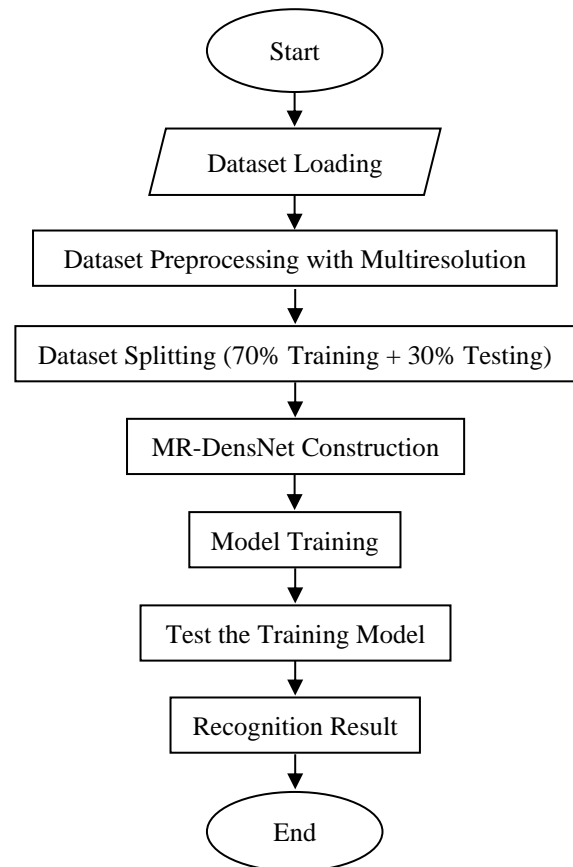 Start
Dataset Loading
Dataset Preprocessing with Multiresolution
Dataset Splitting (70% Training + 30% Testing)
MR-DensNet Construction
Model Training
Test the Training Model
Recognition Result
End